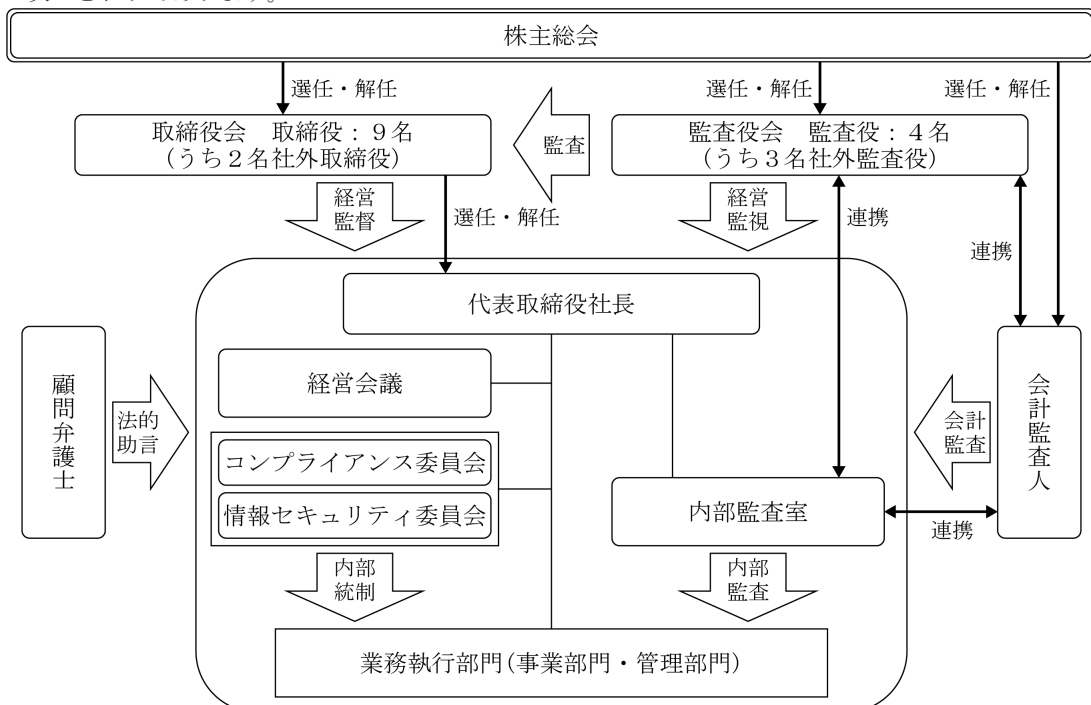 株主総会
選任・解任
選任・解任
選任・解任
取締役会　取締役：９名
(うち２名社外取締役)
監査
監査役会　監査役：４名
(うち３名社外監査役)
経営
監督
選任・解任
経営
監視
連携
連携
代表取締役社長
顧問弁護士
法的
助言
経営会議
コンプライアンス委員会
情報セキュリティ委員会
内部監査室
会計
監査
会計監査人
連携
内部
統制
内部
監査
業務執行部門(事業部門・管理部門)